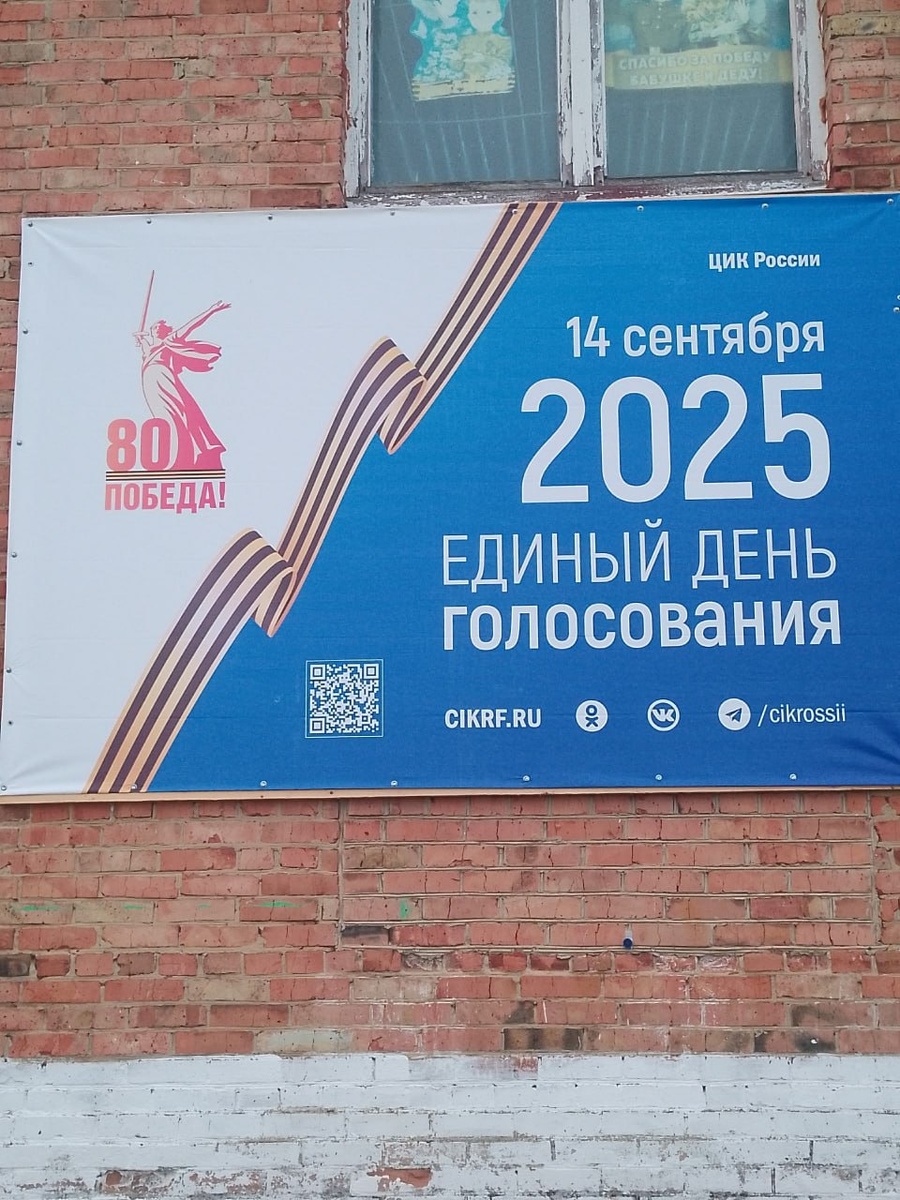 СПАСИБО ЗА ПОБЕДУ
БАБУШКЕ И ДЕДУ!
ЦИК России
14 сентября
2025
ЕДИНЫЙ ДЕНЬ
ГОЛОСОВАНИЯ
80
ПОБЕДА!
CIKRF.RU
/cikrossii